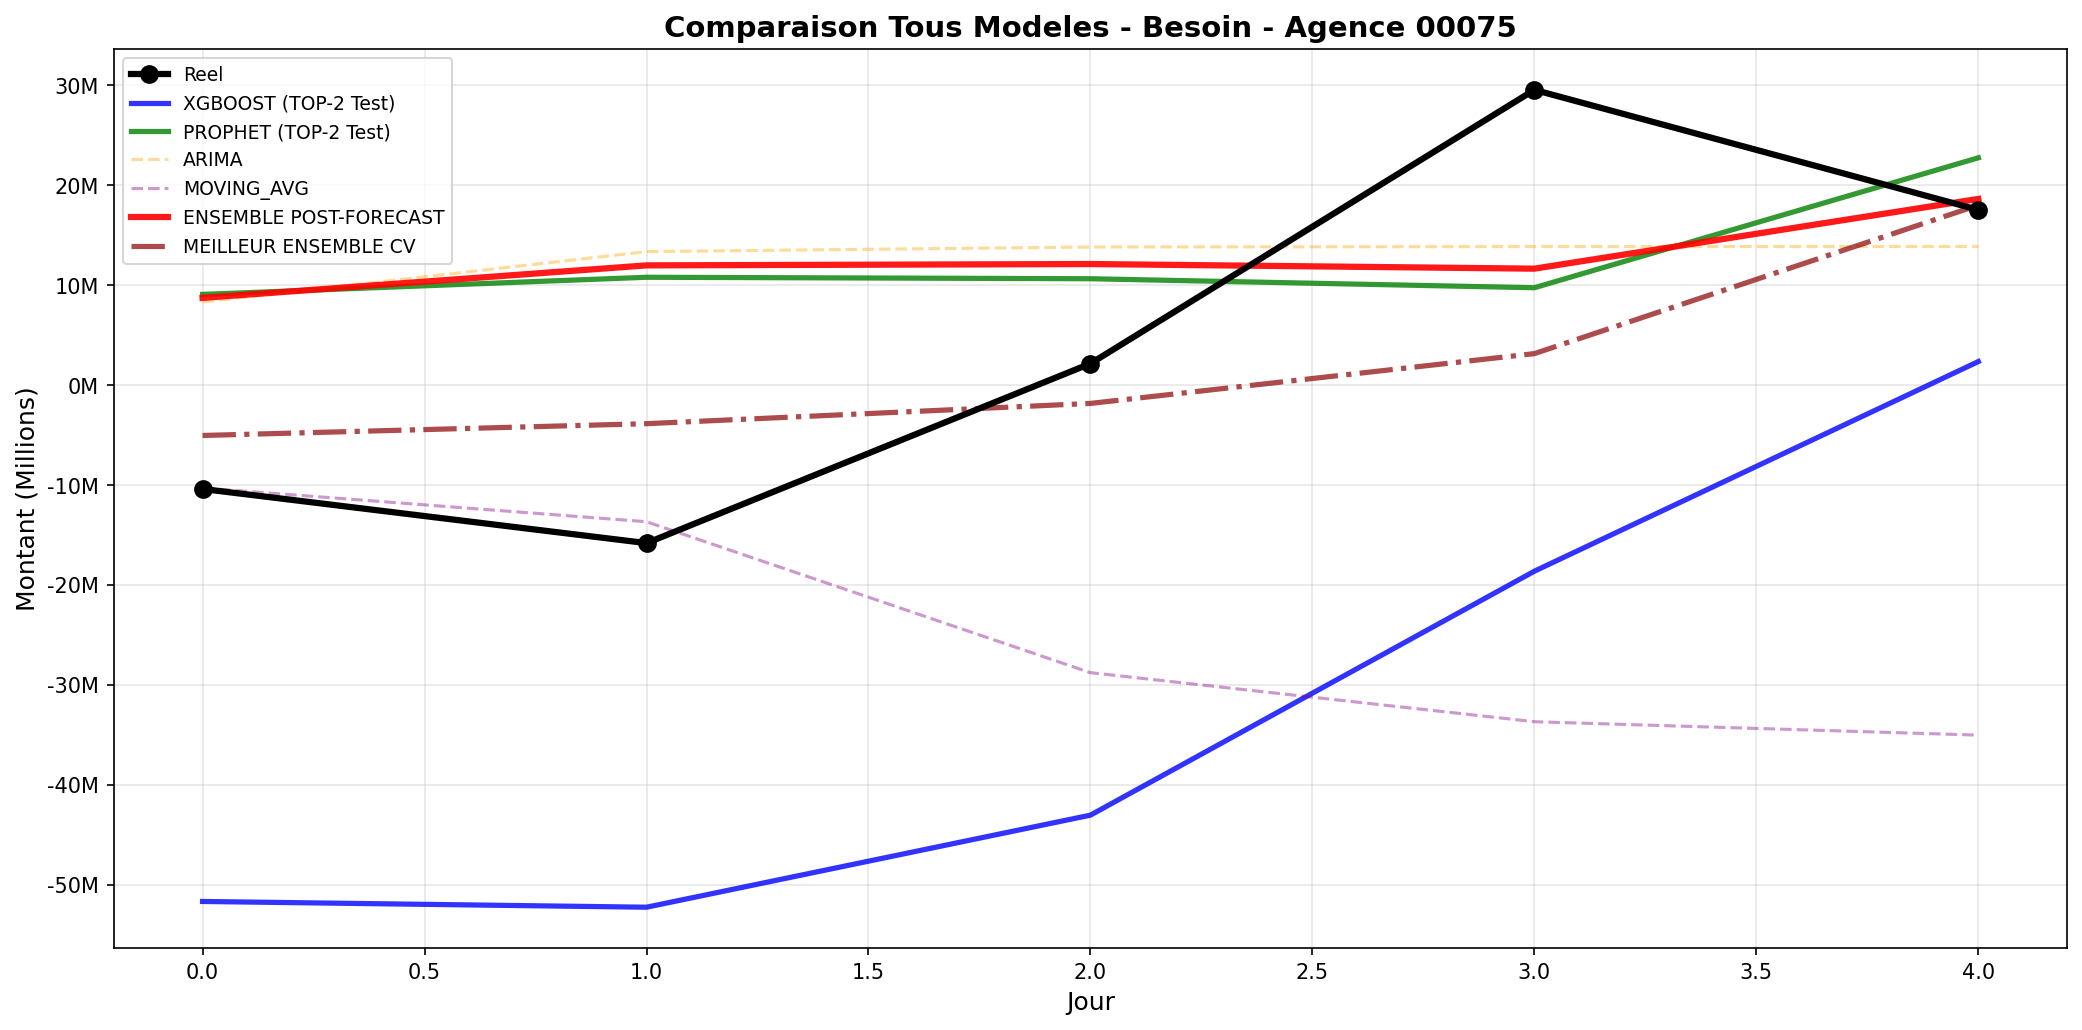 Comparaison Tous Modeles - Besoin - Agence 00075
Reel
XGBOOST (TOP-2 Test)
PROPHET (TOP-2 Test)
ARIMA
MOVING_AVG
ENSEMBLE POST-FORECAST
MEILLEUR ENSEMBLE CV
Montant (Millions)
30M
20M
10M
0M
-10M
-20M
-30M
-40M
-50M
0.0 0.5 1.0 1.5 2.0 2.5 3.0 3.5 4.0
Jour